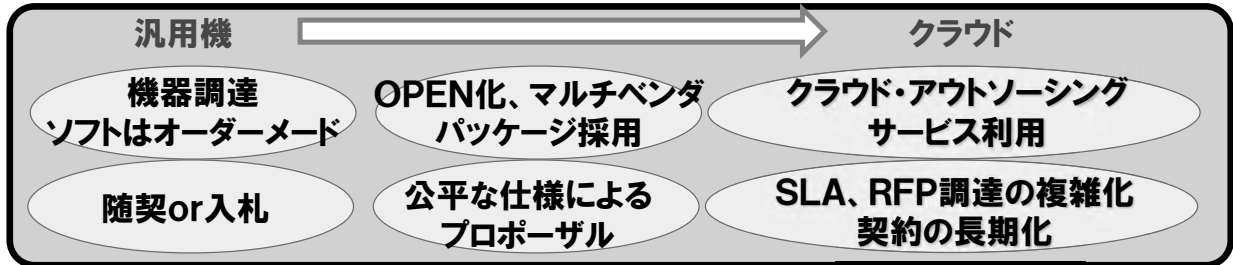 汎用機
クラウド
機器調達
ソフトはオーダーメード
OPEN化、マルチベンダ
パッケージ採用
クラウド・アウトソーシング
サービス利用
随契or入札
公平な仕様による
プロポーザル
SLA、RFP調達の複雑化
契約の長期化